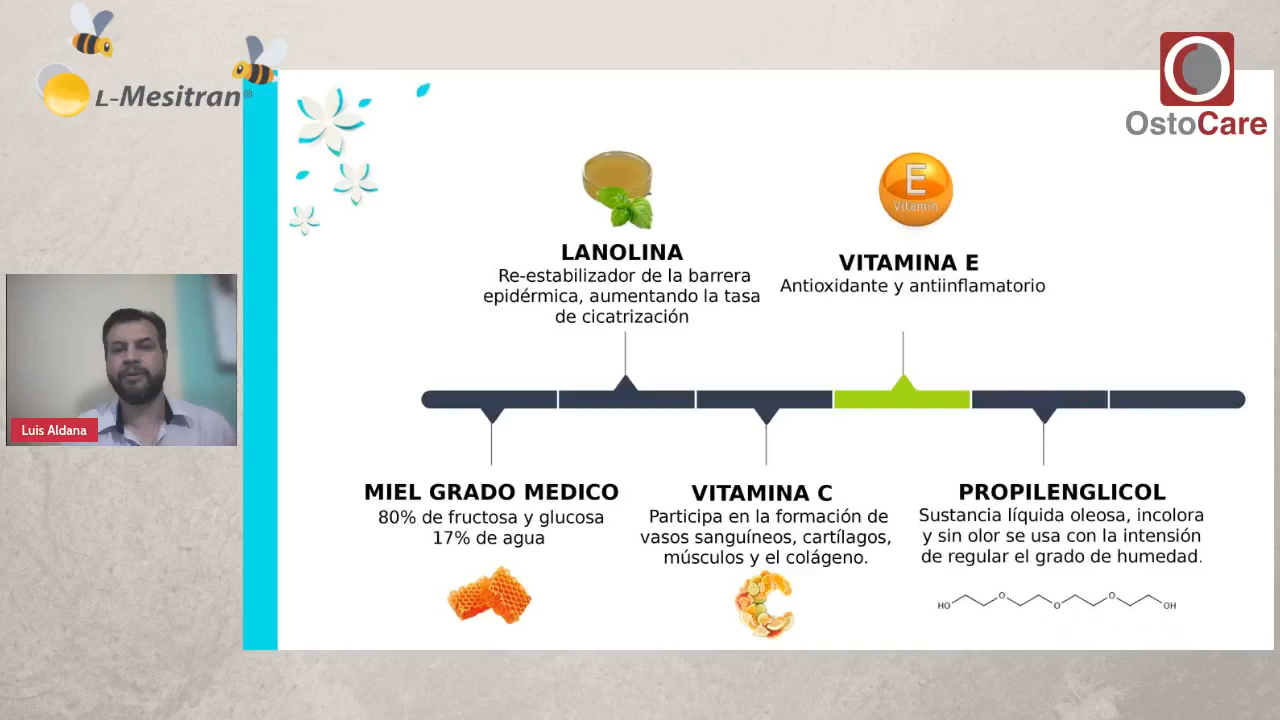 L-Mesitran®
OstoCare
E
Vitamin
LANOLINA
Re-estabilizador de la barrera
epidérmica, aumentando la tasa
de cicatrización
VITAMINA E
Antioxidante y antiinflamatorio
Luis Aldana
MIEL GRADO MEDICO
80% de fructosa y glucosa
17% de agua
VITAMINA C
Participa en la formación de
vasos sanguíneos, cartílagos,
músculos y el colágeno.
PROPILENGLICOL
Sustancia líquida oleosa, incolora
y sin olor se usa con la intensión
de regular el grado de humedad.
HO O O O OH